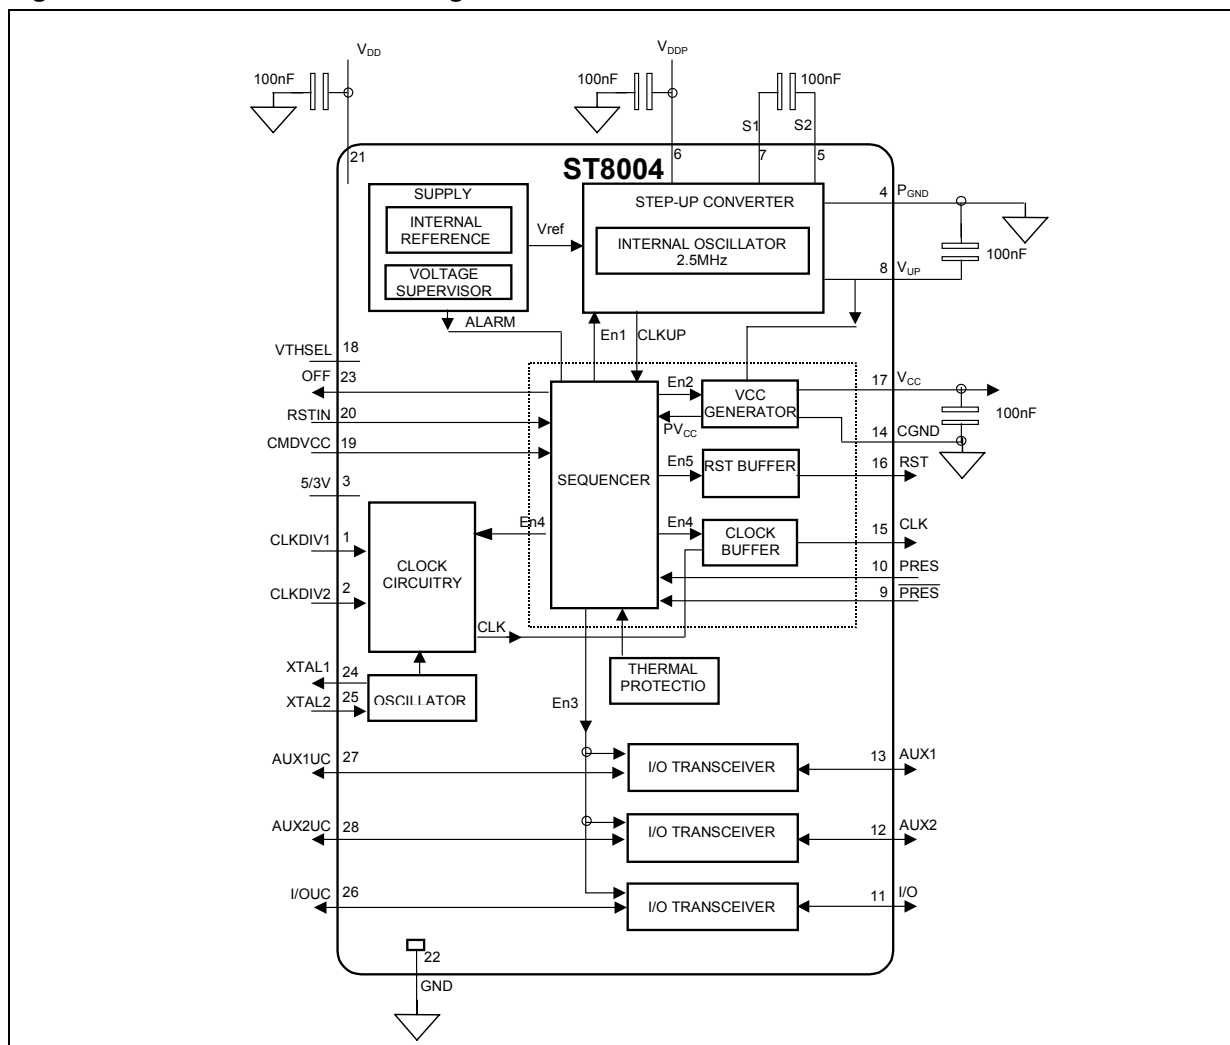 V_DD
V_DDP
100nF
100nF
100nF
S1
S2
21
6
7
5
ST8004
SUPPLY
INTERNAL
REFERENCE
VOLTAGE
SUPERVISOR
Vref
STEP-UP CONVERTER
INTERNAL OSCILLATOR
2.5MHz
4
P_GND
100nF
8
V_UP
ALARM
En1
CLKUP
VTHSEL
18
OFF
23
RSTIN
20
CMDVCC
19
5/3V
3
CLKDIV1
1
CLKDIV2
2
XTAL1
24
XTAL2
25
SEQUENCER
En2
PV_CC
VCC
GENERATOR
17
V_CC
100nF
14
CGND
En5
RST BUFFER
16
RST
En4
En4
CLOCK
BUFFER
15
CLK
10
PRES
9
PRES
CLOCK
CIRCUITRY
CLK
OSCILLATOR
THERMAL
PROTECTIO
En3
AUX1UC
27
I/O TRANSCEIVER
13
AUX1
AUX2UC
28
I/O TRANSCEIVER
12
AUX2
I/OUC
26
I/O TRANSCEIVER
11
I/O
22
GND